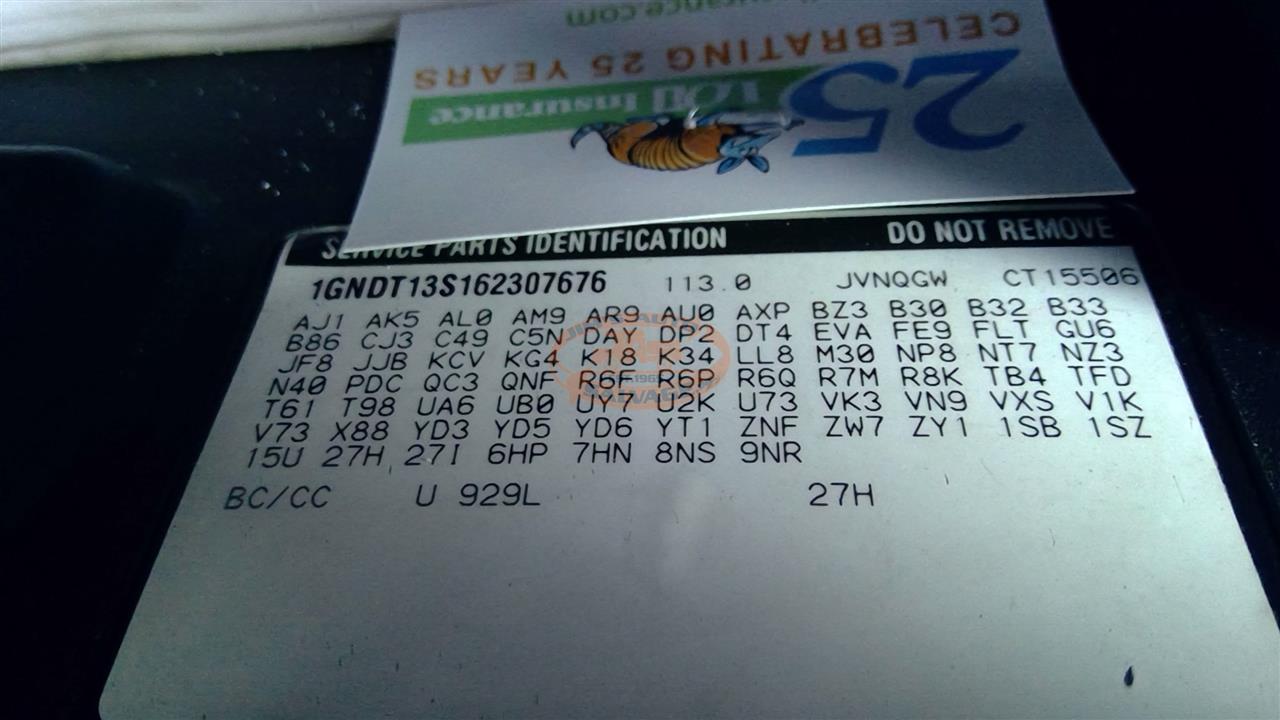 surance.com
CELEBRATING 25 YEARS
Insurance
25
SERVICE PARTS IDENTIFICATION DO NOT REMOVE
1GNDT13S162307676 113.0 JVNQGW CT15506
AJ1 AK5 AL0 AM9 AR9 AU0 AXP BZ3 B30 B32 B33
B86 CJ3 C49 C5N DAY DP2 DT4 EVA FE9 FLT GU6
JF8 JJB KCV KG4 K18 K34 LL8 M30 NP8 NT7 NZ3
N40 PDC QC3 QNF R6F R6P R6Q R7M R8K TB4 TFD
T61 T98 UA6 UB0 UY7 U2K U73 VK3 VN9 VXS V1K
V73 X88 YD3 YD5 YD6 YT1 ZNF ZW7 ZY1 1SB 1SZ
15U 27H 27I 6HP 7HN 8NS 9NR
BC/CC U 929L 27H